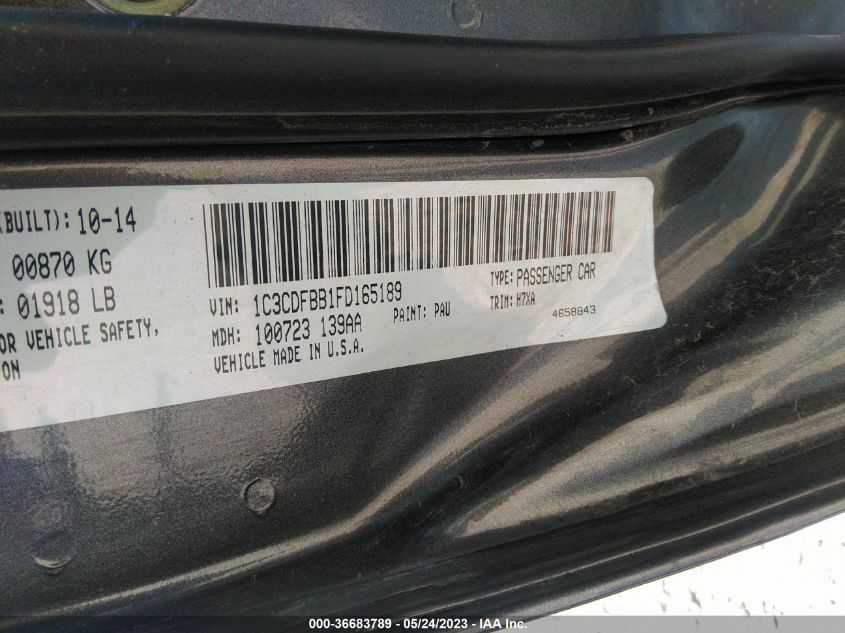 (BUILT): 10-14
00870 KG
: 01918 LB
OR VEHICLE SAFETY,
ON
VIN: 1C3CDFBB1FD165189 TYPE: PASSENGER CAR
MDH: 100723 139AA PAINT: PAU TRIM: H7XA
VEHICLE MADE IN U.S.A. 4658843
000-36683789 - 05/24/2023 - IAA Inc.